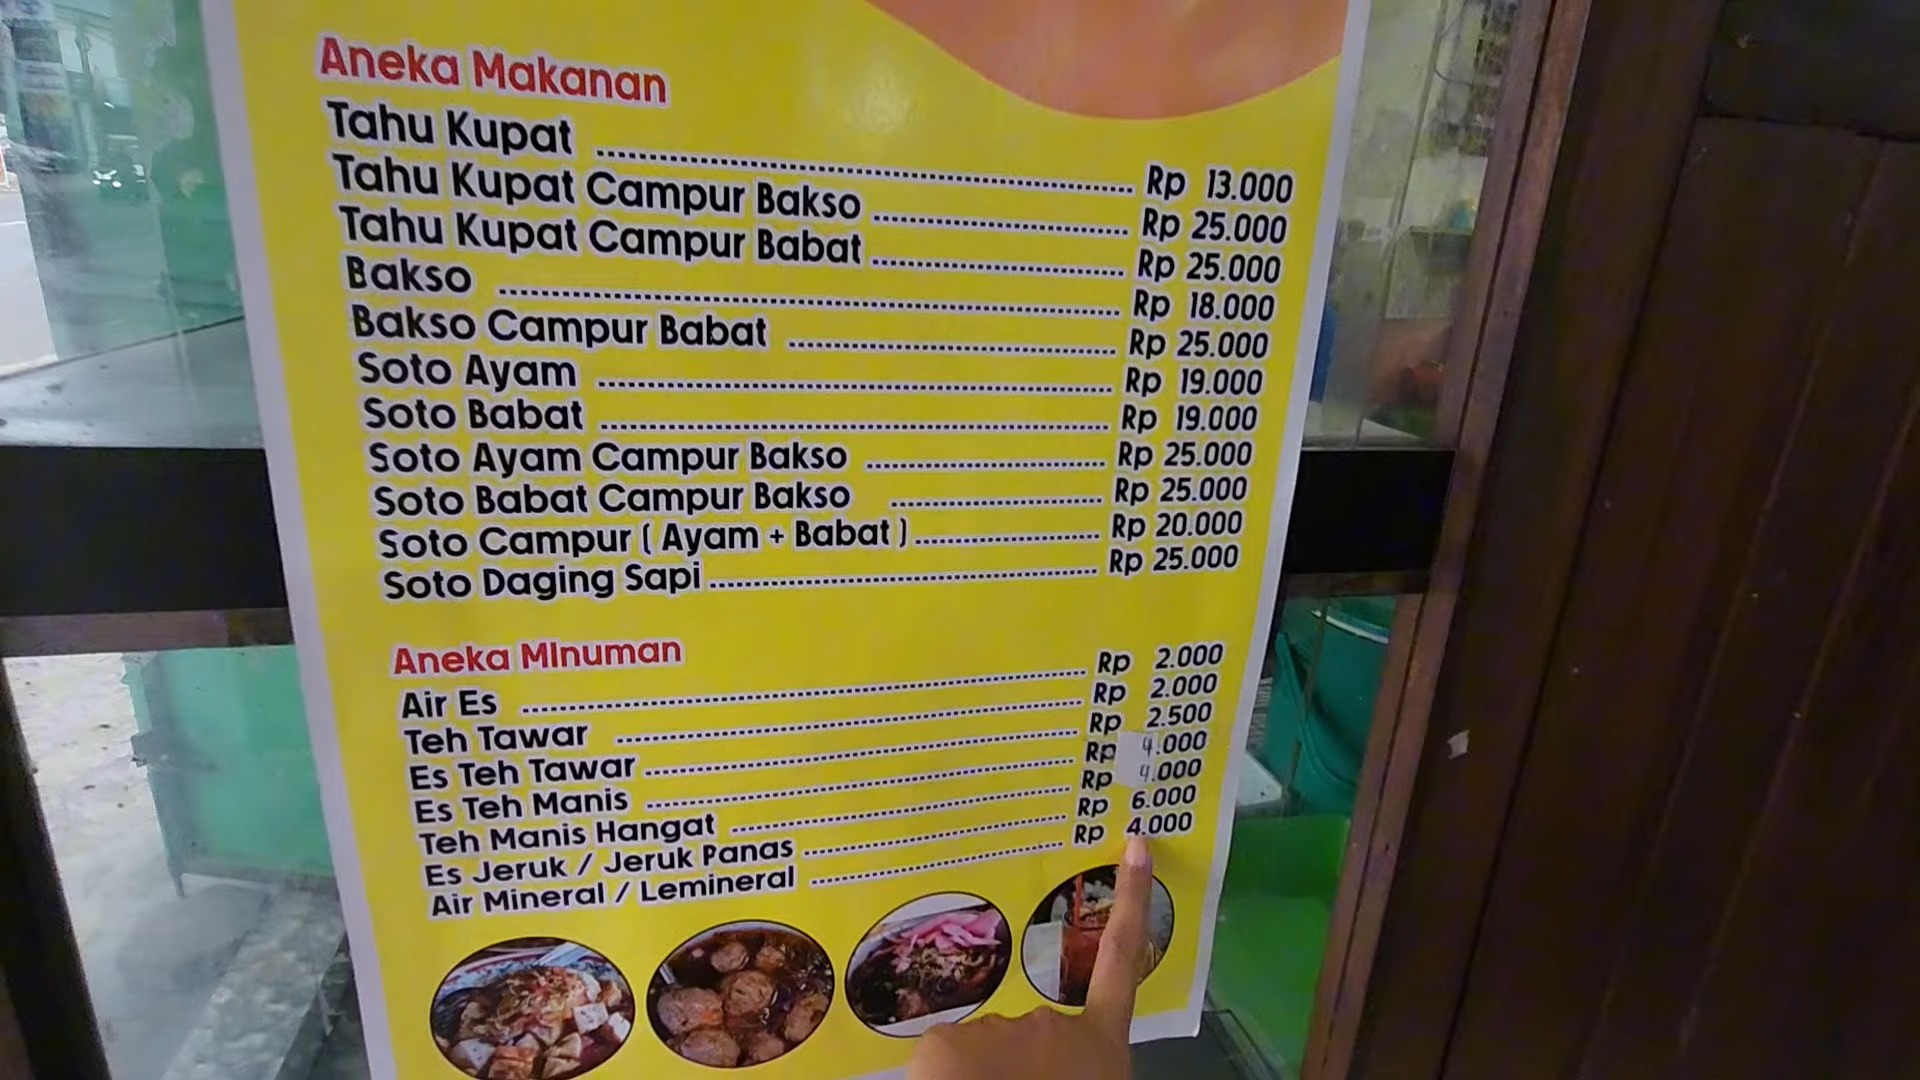 Aneka Makanan
Tahu Kupat ........ Rp 13.000
Tahu Kupat Campur Bakso ........ Rp 25.000
Tahu Kupat Campur Babat ........ Rp 25.000
Bakso ........ Rp 18.000
Bakso Campur Babat ........ Rp 25.000
Soto Ayam ........ Rp 19.000
Soto Babat ........ Rp 19.000
Soto Ayam Campur Bakso ........ Rp 25.000
Soto Babat Campur Bakso ........ Rp 25.000
Soto Campur ( Ayam + Babat ) ........ Rp 20.000
Soto Daging Sapi ........ Rp 25.000
Aneka MInuman
Air Es ........ Rp 2.000
Teh Tawar ........ Rp 2.000
Es Teh Tawar ........ Rp 2.500
Es Teh Manis ........ Rp 4.000
Teh Manis Hangat ........ Rp 4.000
Es Jeruk / Jeruk Panas ........ Rp 6.000
Air Mineral / Lemineral ........ Rp 4.000